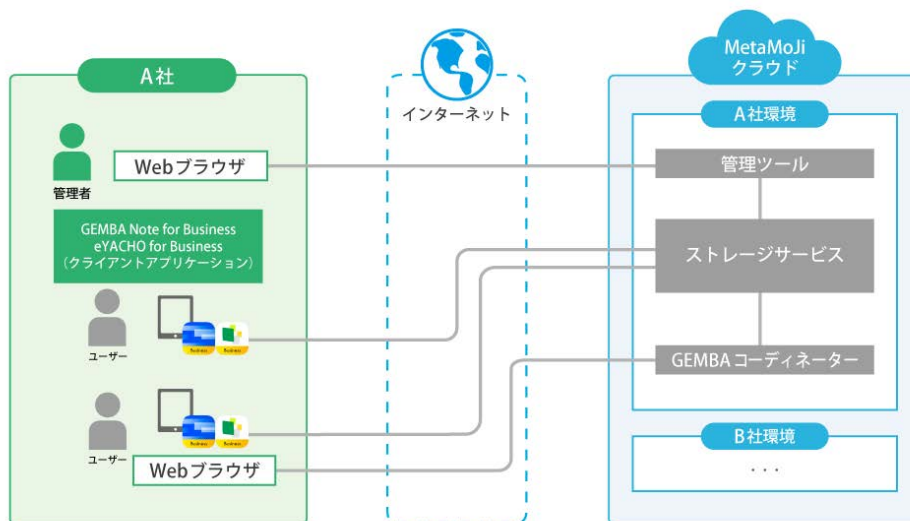 A社
インターネット
MetaMoJi
クラウド
A社環境
管理者
Webブラウザ
管理ツール
GEMBA Note for Business
eYACHO for Business
(クライアントアプリケーション)
ストレージサービス
ユーザー
Business
Business
GEMBAコーディネーター
ユーザー
Business
Business
Webブラウザ
B社環境
・・・